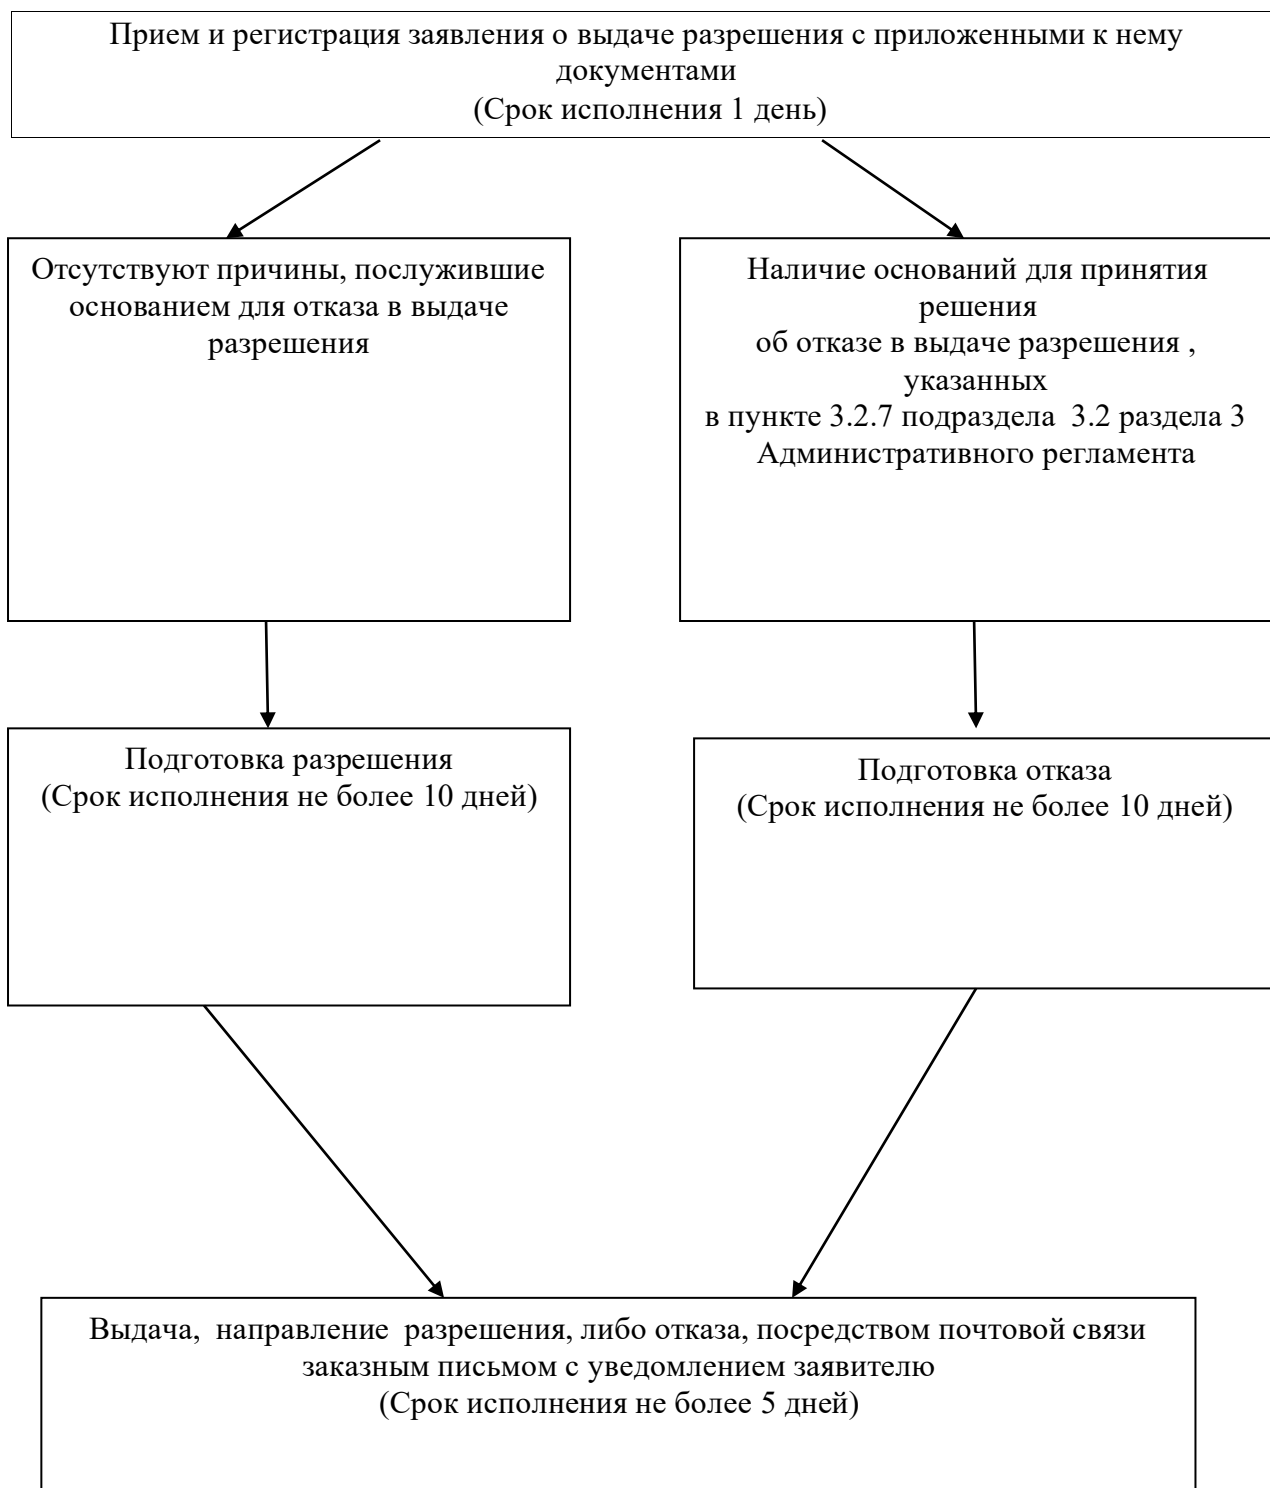 Прием и регистрация заявления о выдаче разрешения с приложенными к нему
документами
(Срок исполнения 1 день)
Отсутствуют причины, послужившие
основанием для отказа в выдаче
разрешения
Наличие оснований для принятия
решения
об отказе в выдаче разрешения ,
указанных
в пункте 3.2.7 подраздела  3.2 раздела 3
Административного регламента
Подготовка разрешения
(Срок исполнения не более 10 дней)
Подготовка отказа
(Срок исполнения не более 10 дней)
Выдача,  направление  разрешения, либо отказа, посредством почтовой связи
заказным письмом с уведомлением заявителю
(Срок исполнения не более 5 дней)